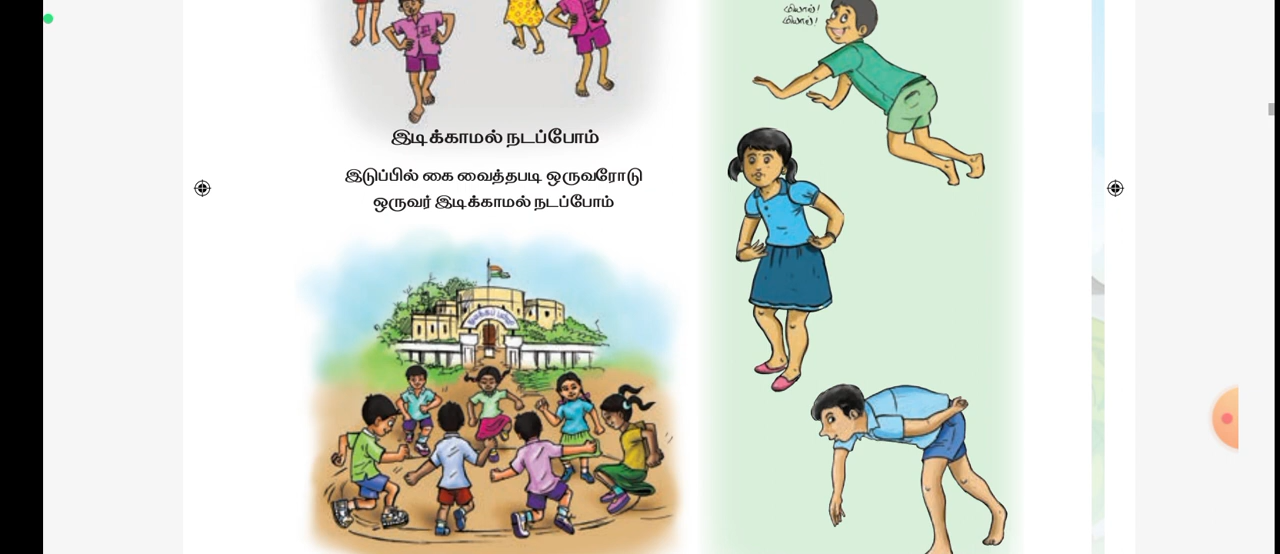 மியாவ்!
மியாவ்!
இடிக்காமல் நடப்போம்
இடுப்பில் கை வைத்தபடி ஒருவரோடு
ஒருவர் இடிக்காமல் நடப்போம்